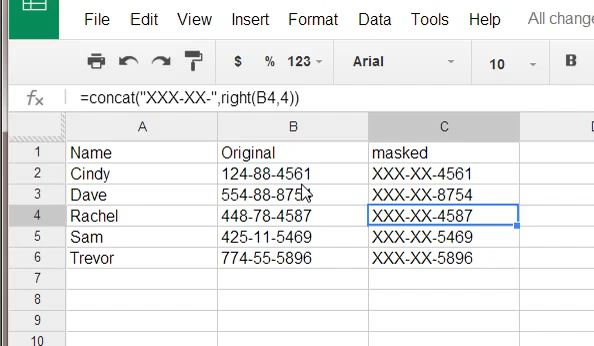 File Edit View Insert Format Data Tools Help All change
$ % 123 Arial 10 B
fx =concat("XXX-XX-",right(B4,4))
A B C
1 Name Original masked
2 Cindy 124-88-4561 XXX-XX-4561
3 Dave 554-88-875 XXX-XX-8754
4 Rachel 448-78-4587 XXX-XX-4587
5 Sam 425-11-5469 XXX-XX-5469
6 Trevor 774-55-5896 XXX-XX-5896
7
8
9
10